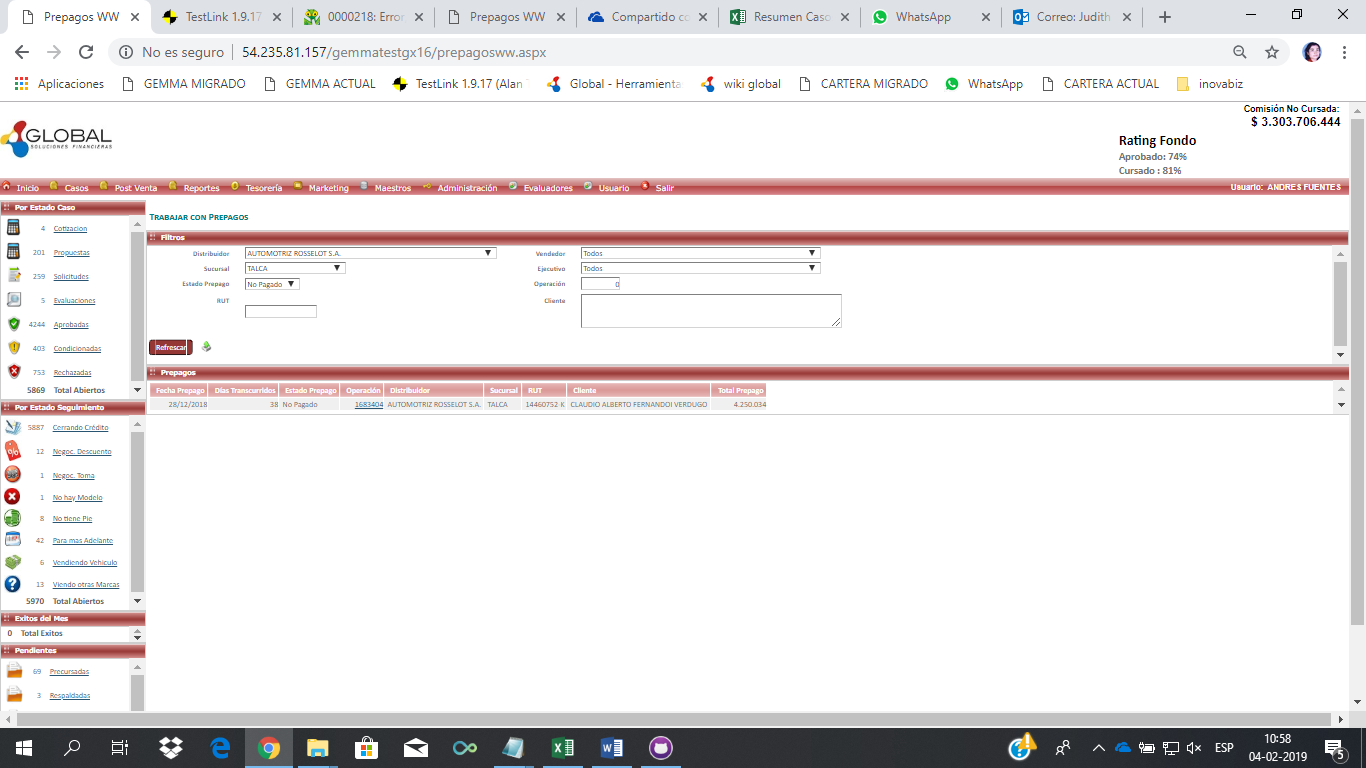 Prepagos WW
TestLink 1.9.17
0000218: Error
Prepagos WW
Compartido co
Resumen Caso
WhatsApp
Correo: Judith
No es seguro | 54.235.81.157/gemmatestgx16/prepagosww.aspx
Aplicaciones
GEMMA MIGRADO
GEMMA ACTUAL
TestLink 1.9.17 (Alan
Global - Herramienta
wiki global
CARTERA MIGRADO
WhatsApp
CARTERA ACTUAL
inovabiz
Comisión No Cursada:
$ 3.303.706.444
GLOBAL
SOLUCIONES FINANCIERAS
Rating Fondo
Aprobado: 74%
Cursado : 81%
Inicio Casos Post Venta Reportes Tesorería Marketing Maestros Administración Evaluadores Usuario Salir
Usuario: ANDRES FUENTES
Por Estado Caso
4 Cotizacion
201 Propuestas
259 Solicitudes
5 Evaluaciones
4244 Aprobadas
403 Condicionadas
753 Rechazadas
5869 Total Abiertos
Por Estado Seguimiento
5887 Cerrando Crédito
12 Negoc. Descuento
1 Negoc. Toma
1 No hay Modelo
8 No tiene Pie
42 Para mas Adelante
6 Vendiendo Vehiculo
13 Viendo otras Marcas
5970 Total Abiertos
Exitos del Mes
0 Total Exitos
Pendientes
69 Precursadas
3 Respaldadas
TRABAJAR CON PREPAGOS
Filtros
Distribuidor AUTOMOTRIZ ROSSELOT S.A. Vendedor Todos
Sucursal TALCA Ejecutivo Todos
Estado Prepago No Pagado Operación 0
RUT Cliente
Refrescar
Prepagos
Fecha Prepago Días Transcurridos Estado Prepago Operación Distribuidor Sucursal RUT Cliente Total Prepago
28/12/2018 38 No Pagado 1683404 AUTOMOTRIZ ROSSELOT S.A. TALCA 14460752 K CLAUDIO ALBERTO FERNANDOI VERDUGO 4.250.034
ESP
10:58
04-02-2019
5